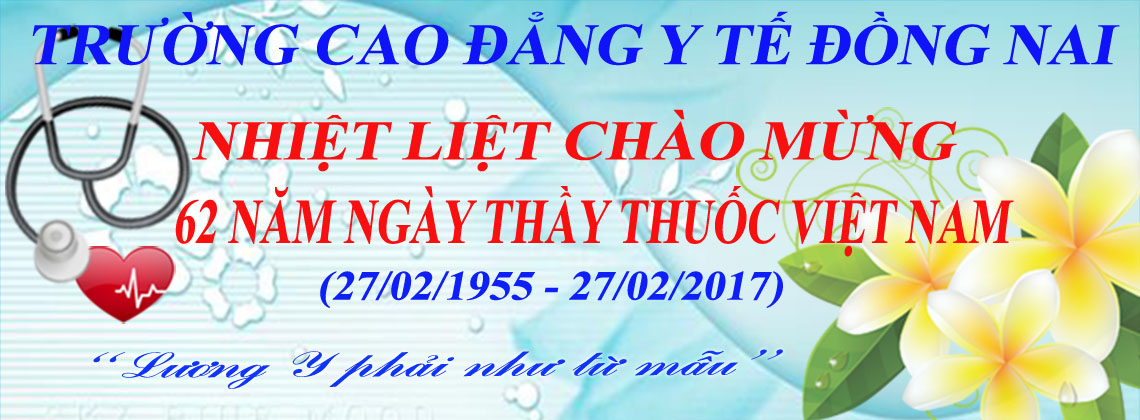 TRƯỜNG CAO ĐẲNG Y TẾ ĐỒNG NAI
NHIỆT LIỆT CHÀO MỪNG
62 NĂM NGÀY THẦY THUỐC VIỆT NAM
(27/02/1955 - 27/02/2017)
“Lương Y phải như từ mẫu”